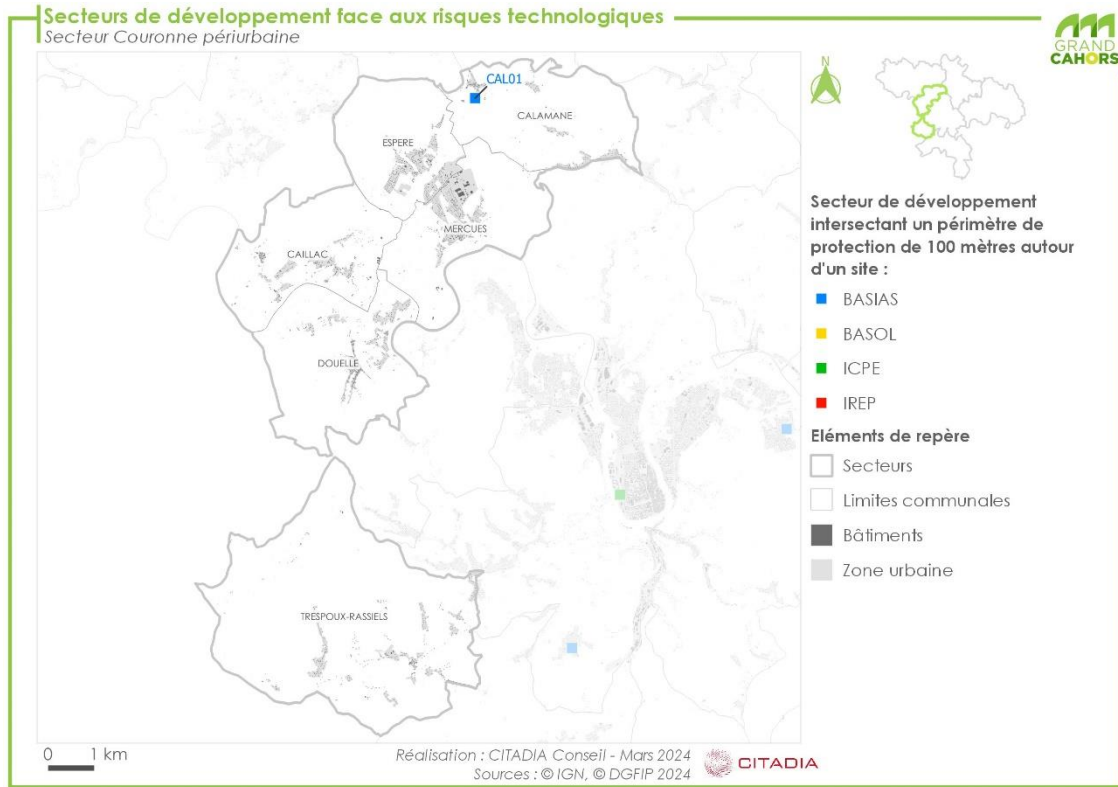 Secteurs de développement face aux risques technologiques
Secteur Couronne périurbaine
GRAND
CAHORS
N
CAL01
CALAMANE
ESPERE
MERCUES
CAILLAC
DOUELLE
TRESPOUX-RASSIELS
Secteur de développement
intersectant un périmètre de
protection de 100 mètres autour
d'un site :
BASIAS
BASOL
ICPE
IREP
Eléments de repère
Secteurs
Limites communales
Bâtiments
Zone urbaine
0 1 km
Réalisation : CITADIA Conseil - Mars 2024
Sources : © IGN, © DGFIP 2024
CITADIA